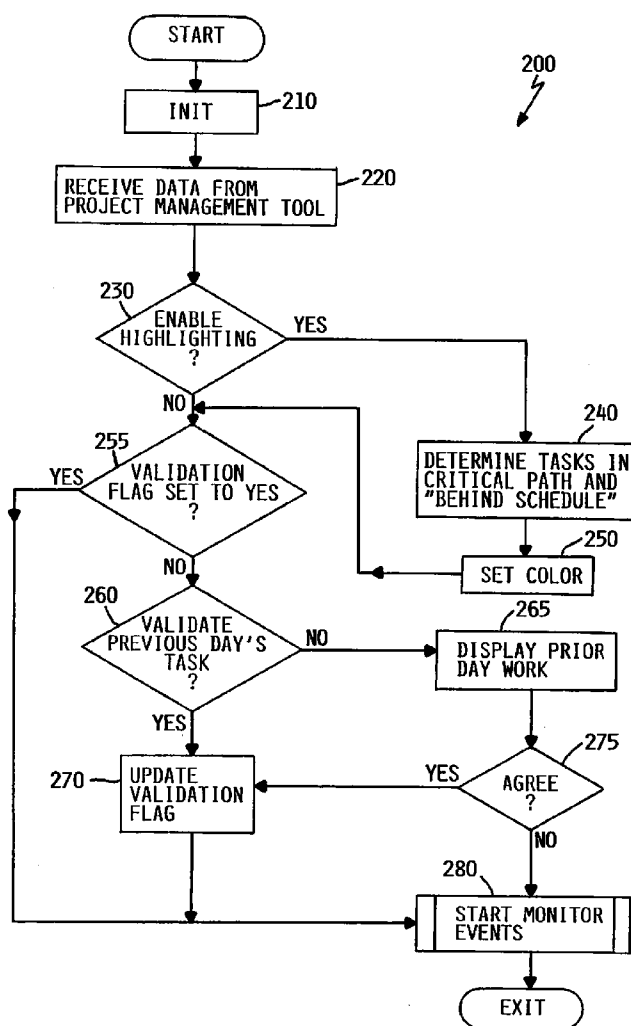 START
200
INIT
210
RECEIVE DATA FROM
PROJECT MANAGEMENT TOOL
220
230
ENABLE
HIGHLIGHTING
?
YES
NO
240
DETERMINE TASKS IN
CRITICAL PATH AND
"BEHIND SCHEDULE"
250
SET COLOR
255
YES
VALIDATION
FLAG SET TO YES
?
NO
260
VALIDATE
PREVIOUS DAY'S
TASK
?
NO
YES
265
DISPLAY PRIOR
DAY WORK
270
UPDATE
VALIDATION
FLAG
YES
275
AGREE
?
NO
280
START MONITOR
EVENTS
EXIT